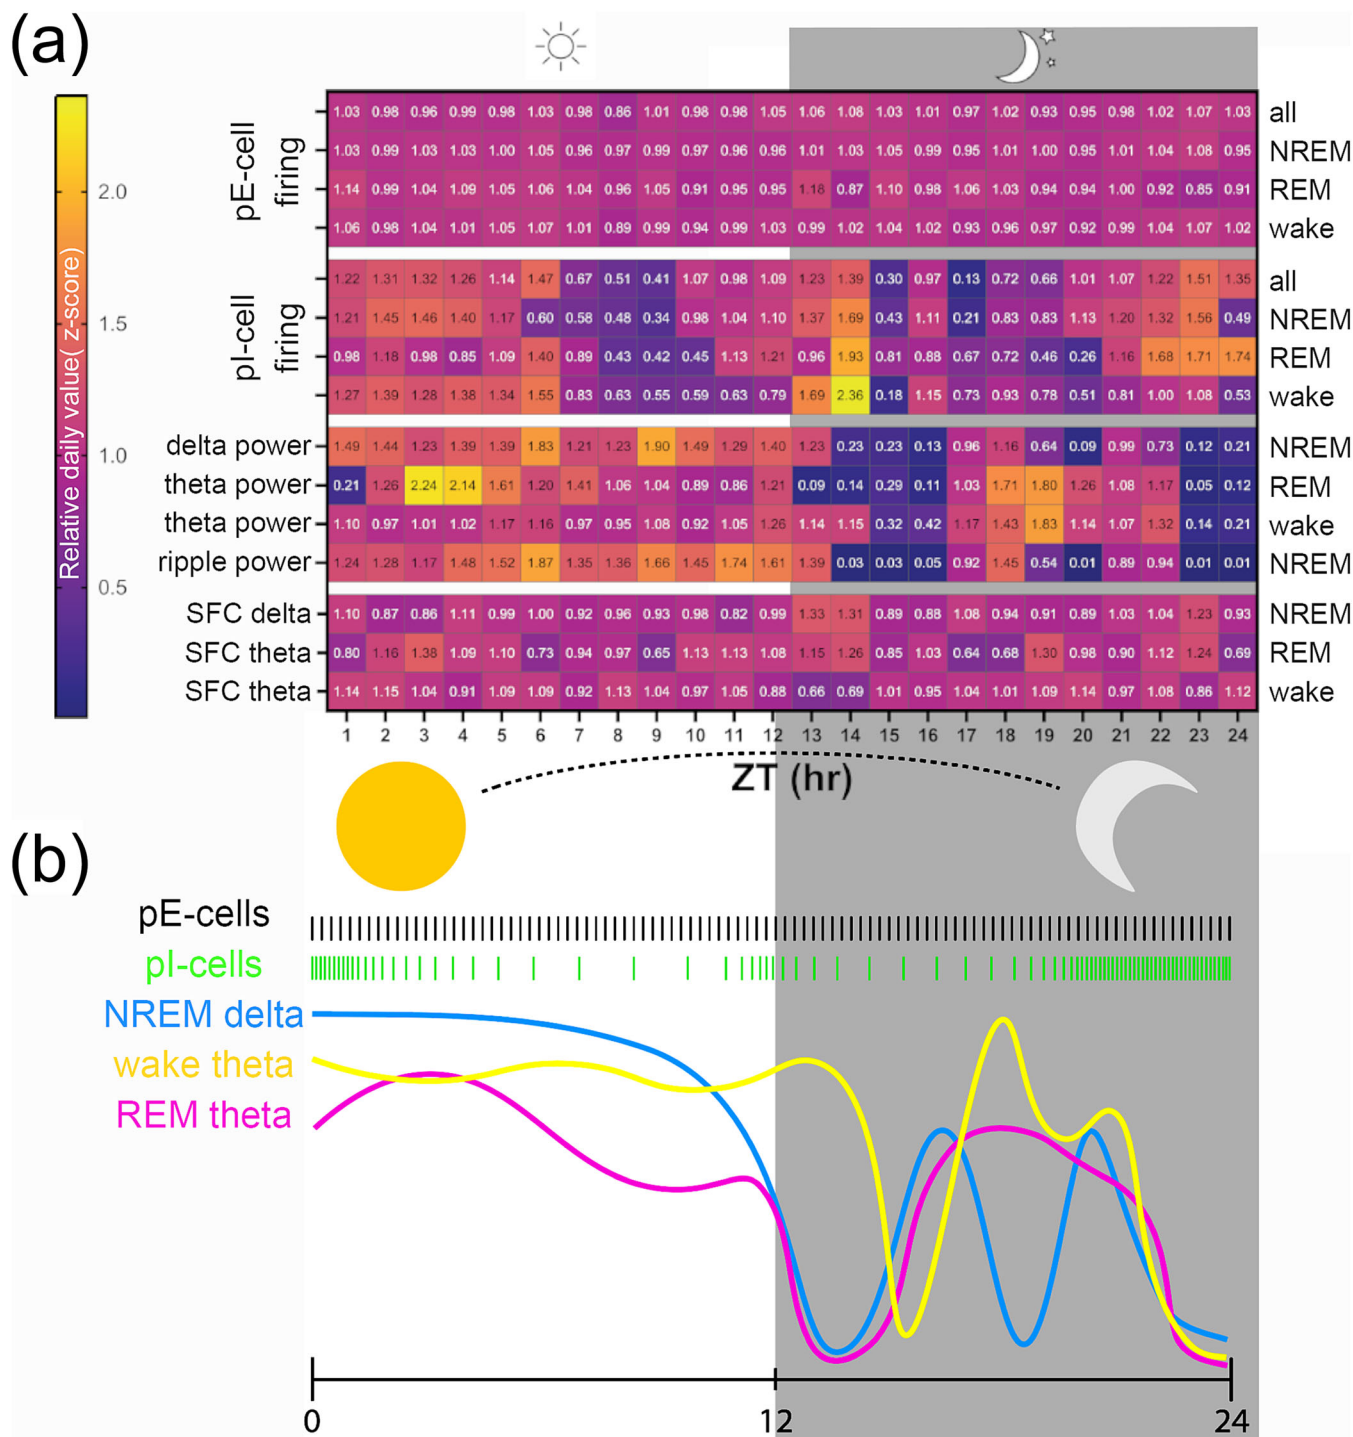 (a)
Relative daily value( z-score)
2.0
1.5
1.0
0.5
pE-cell firing
1.03 0.98 0.96 0.99 0.98 1.03 0.98 0.86 1.01 0.98 0.98 1.05 1.06 1.08 1.03 1.01 0.97 1.02 0.93 0.95 0.98 1.02 1.07 1.03 all
1.03 0.99 1.03 1.03 1.00 1.05 0.96 0.97 0.99 0.97 0.96 0.96 1.01 1.03 1.05 0.99 0.95 1.01 1.00 0.95 1.01 1.04 1.08 0.95 NREM
1.14 0.99 1.04 1.09 1.05 1.06 1.04 0.96 1.05 0.91 0.95 0.95 1.18 0.87 1.10 0.98 1.06 1.03 0.94 0.94 1.00 0.92 0.85 0.91 REM
1.06 0.98 1.04 1.01 1.05 1.07 1.01 0.89 0.99 0.94 0.99 1.03 0.99 1.02 1.04 1.02 0.93 0.96 0.97 0.92 0.99 1.04 1.07 1.02 wake
pI-cell firing
1.22 1.31 1.32 1.26 1.14 1.47 0.67 0.51 0.41 1.07 0.98 1.09 1.23 1.39 0.30 0.97 0.13 0.72 0.66 1.01 1.07 1.22 1.51 1.35 all
1.21 1.45 1.46 1.40 1.17 0.60 0.58 0.48 0.34 0.98 1.04 1.10 1.37 1.69 0.43 1.11 0.21 0.83 0.83 1.13 1.20 1.32 1.56 0.49 NREM
0.98 1.18 0.98 0.85 1.09 1.40 0.89 0.43 0.42 0.45 1.13 1.21 0.96 1.93 0.81 0.88 0.67 0.72 0.46 0.26 1.16 1.68 1.71 1.74 REM
1.27 1.39 1.28 1.38 1.34 1.55 0.83 0.63 0.55 0.59 0.63 0.79 1.69 2.36 0.18 1.15 0.73 0.93 0.78 0.51 0.81 1.00 1.08 0.53 wake
delta power 1.49 1.44 1.23 1.39 1.39 1.83 1.21 1.23 1.90 1.49 1.29 1.40 1.23 0.23 0.23 0.13 0.96 1.16 0.64 0.09 0.99 0.73 0.12 0.21 NREM
theta power 0.21 1.26 2.24 2.14 1.61 1.20 1.41 1.06 1.04 0.89 0.86 1.21 0.09 0.14 0.29 0.11 1.03 1.71 1.80 1.26 1.08 1.17 0.05 0.12 REM
theta power 1.10 0.97 1.01 1.02 1.17 1.16 0.97 0.95 1.08 0.92 1.05 1.26 1.14 1.15 0.32 0.42 1.17 1.43 1.83 1.14 1.07 1.32 0.14 0.21 wake
ripple power 1.24 1.28 1.17 1.48 1.52 1.87 1.35 1.36 1.66 1.45 1.74 1.62 1.39 0.03 0.03 0.05 0.92 1.45 0.54 0.01 0.89 0.94 0.01 0.01 NREM
SFC delta 1.10 0.87 0.86 1.11 0.99 1.00 0.92 0.96 0.93 0.98 0.82 0.99 1.33 1.31 0.89 0.88 1.08 0.94 0.91 0.89 1.03 1.04 1.23 0.93 NREM
SFC theta 0.80 1.16 1.38 1.09 1.10 0.73 0.94 0.97 0.65 1.13 1.13 1.08 1.15 1.26 0.85 1.03 0.64 0.68 1.30 0.98 0.90 1.12 1.24 0.69 REM
SFC theta 1.14 1.15 1.04 0.91 1.09 1.09 0.92 1.13 1.04 0.97 1.05 0.88 0.66 0.69 1.01 0.95 1.04 1.01 1.09 1.14 0.97 1.08 0.86 1.12 wake
1 2 3 4 5 6 7 8 9 10 11 12 13 14 15 16 17 18 19 20 21 22 23 24
ZT (hr)
(b)
pE-cells
pI-cells
NREM delta
wake theta
REM theta
0 12 24